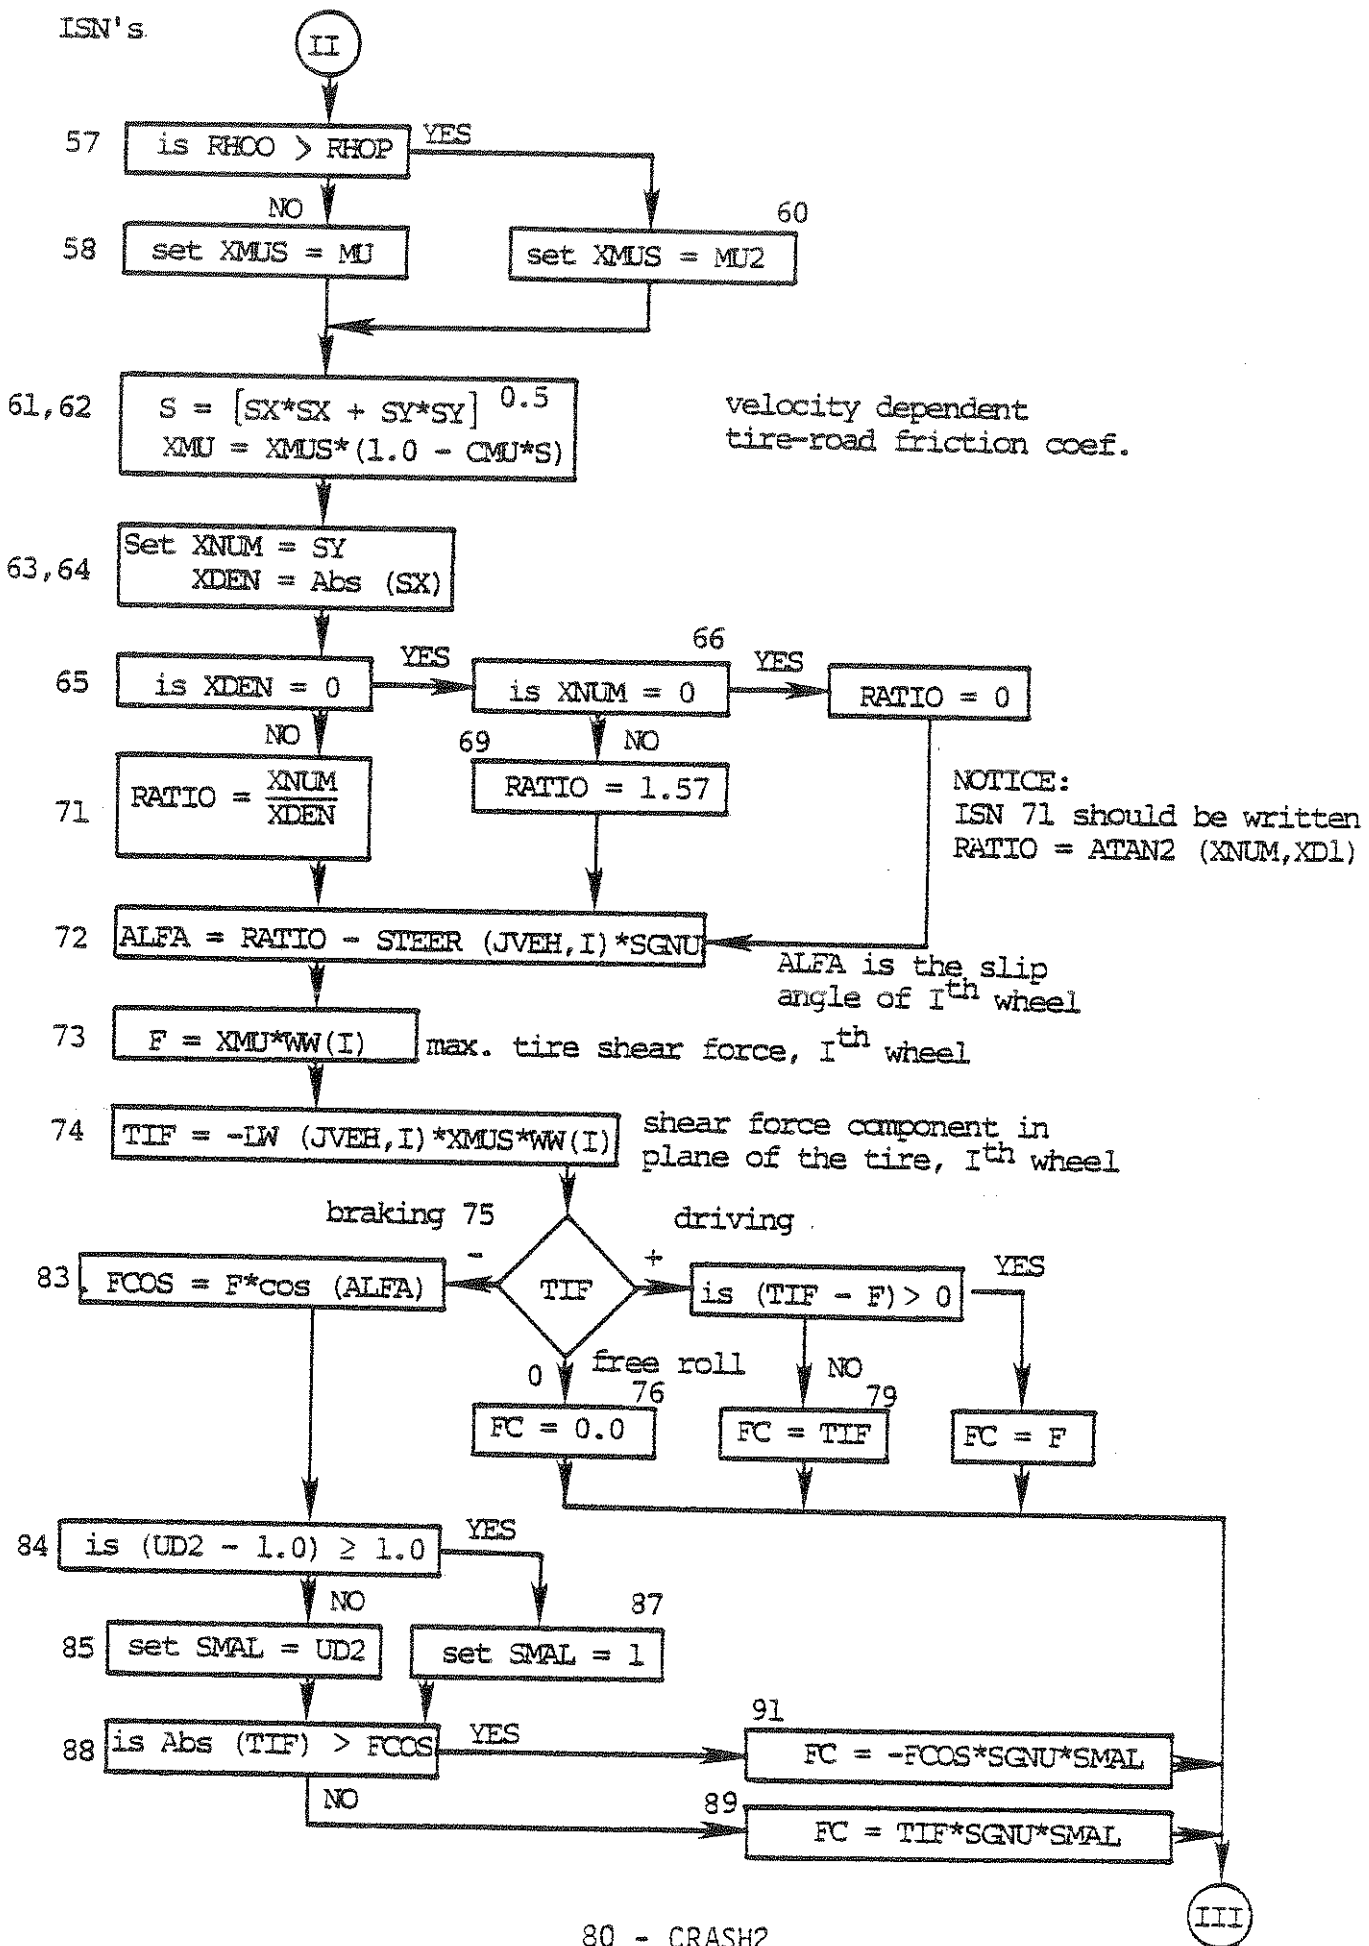 ISN's
II
57
is RHOO > RHOP
YES
NO
58
set XMUS = MU
60
set XMUS = MU2
61,62
S = [SX*SX + SY*SY] 0.5
XMU = XMUS*(1.0 - CMU*S)
velocity dependent
tire-road friction coef.
63,64
Set XNUM = SY
XDEN = Abs (SX)
65
is XDEN = 0
YES
66
is XNUM = 0
YES
RATIO = 0
NO
69
NO
71
RATIO = XNUM
XDEN
RATIO = 1.57
NOTICE:
ISN 71 should be written
RATIO = ATAN2 (XNUM,XD1)
72
ALFA = RATIO - STEER (JVEH,I)*SGNU
ALFA is the slip
angle of Ith wheel
73
F = XMU*WW(I)
max. tire shear force, Ith wheel
74
TIF = -LW (JVEH,I)*XMUS*WW(I)
shear force component in
plane of the tire, Ith wheel
braking 75
driving
-
+
83
FCOS = F*cos (ALFA)
TIF
is (TIF - F) > 0
YES
0
free roll
NO
76
79
FC = 0.0
FC = TIF
FC = F
84
is (UD2 - 1.0) ≥ 1.0
YES
NO
87
85
set SMAL = UD2
set SMAL = 1
88
is Abs (TIF) > FCOS
YES
91
FC = -FCOS*SGNU*SMAL
NO
89
FC = TIF*SGNU*SMAL
III
80 - CRASH2